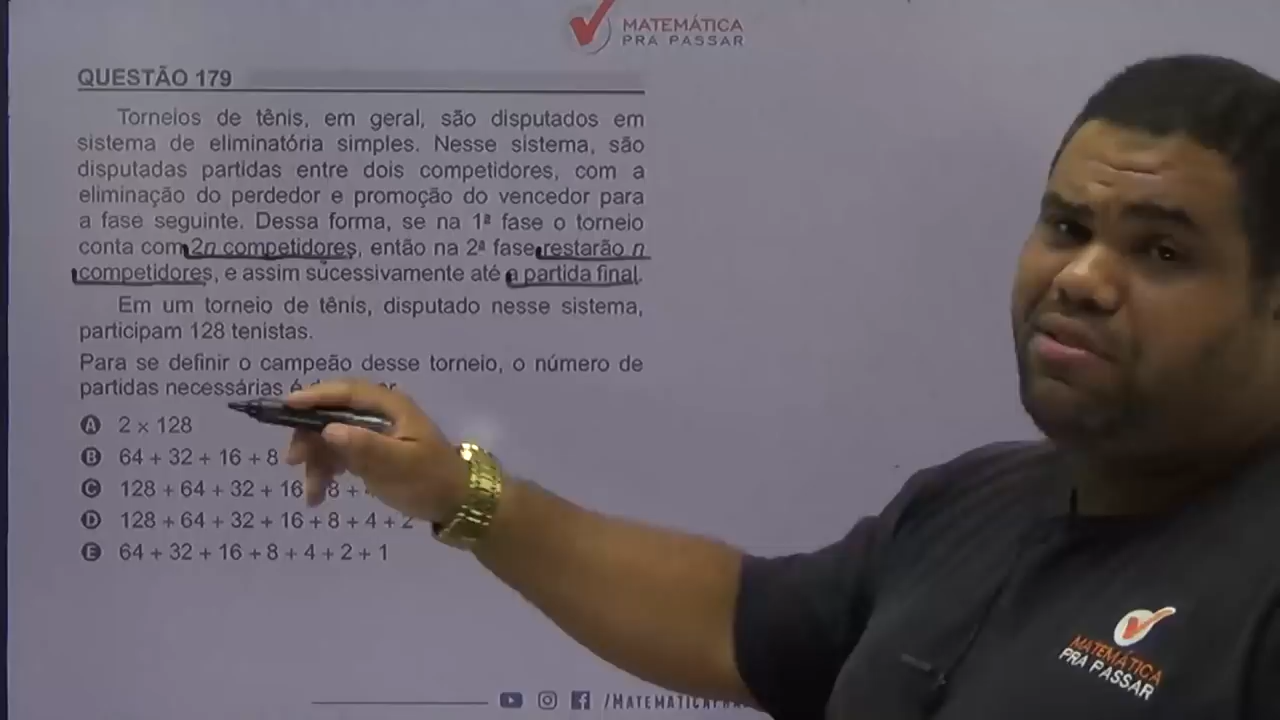 MATEMÁTICA
PRA PASSAR
QUESTÃO 179
Torneios de tênis, em geral, são disputados em
sistema de eliminatória simples. Nesse sistema, são
disputadas partidas entre dois competidores, com a
eliminação do perdedor e promoção do vencedor para
a fase seguinte. Dessa forma, se na 1ª fase o torneio
conta com 2n competidores, então na 2ª fase restarão n
competidores, e assim sucessivamente até a partida final.
Em um torneio de tênis, disputado nesse sistema,
participam 128 tenistas.
Para se definir o campeão desse torneio, o número de
partidas necessárias é
A 2 × 128
B 64 + 32 + 16 + 8
C 128 + 64 + 32 + 16 8 +
D 128 + 64 + 32 + 16 + 8 + 4 + 2
E 64 + 32 + 16 + 8 + 4 + 2 + 1
MATEMÁTICA
PRA PASSAR